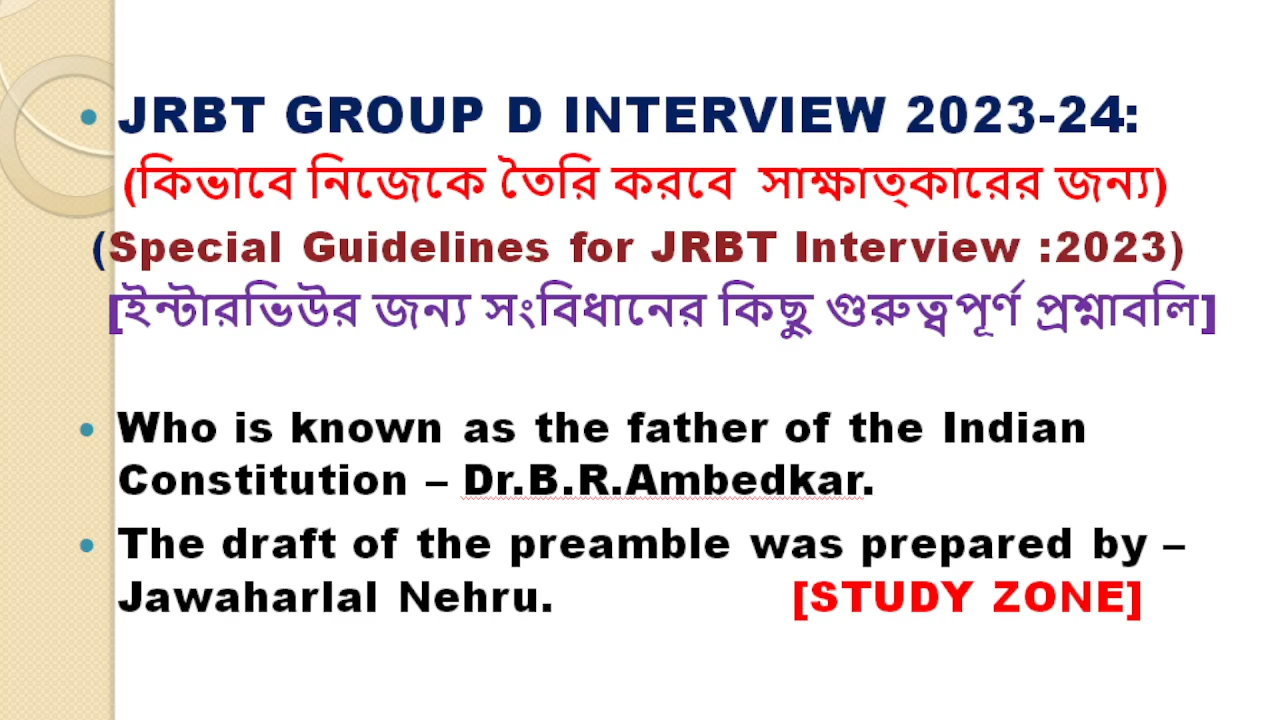 JRBT GROUP D INTERVIEW 2023-24:
(কিভাবে নিজেকে তৈরি করবে সাক্ষাত্কারের জন্য)
(Special Guidelines for JRBT Interview :2023)
[ইন্টারভিউর জন্য সংবিধানের কিছু গুরুত্বপূর্ণ প্রশ্নাবলি]
Who is known as the father of the Indian
Constitution – Dr.B.R.Ambedkar.
The draft of the preamble was prepared by –
Jawaharlal Nehru. [STUDY ZONE]